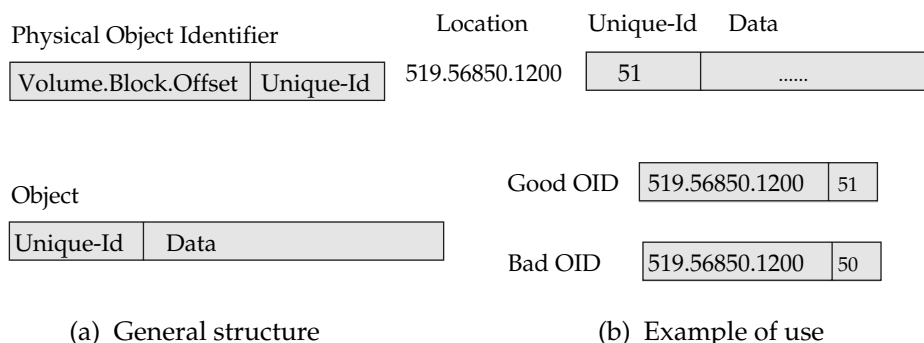 Physical Object Identifier
Volume.Block.Offset Unique-Id
Object
Unique-Id Data
(a) General structure
Location Unique-Id Data
519.56850.1200 51 ......
Good OID 519.56850.1200 51
Bad OID 519.56850.1200 50
(b) Example of use